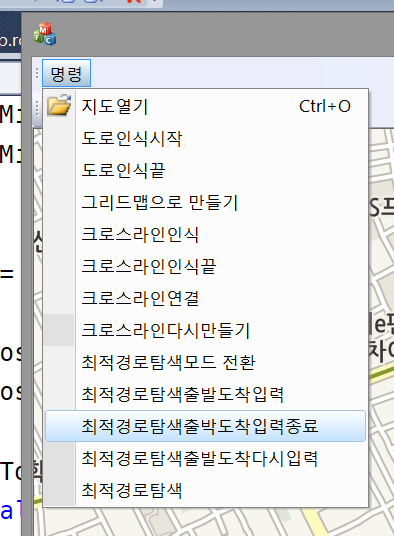 명령
지도열기 Ctrl+O
도로인식시작
도로인식끝
그리드맵으로 만들기
크로스라인인식
크로스라인인식끝
크로스라인연결
크로스라인다시만들기
최적경로탐색모드 전환
최적경로탐색출발도착입력
최적경로탐색출박도착입력종료
최적경로탐색출발도착다시입력
최적경로탐색